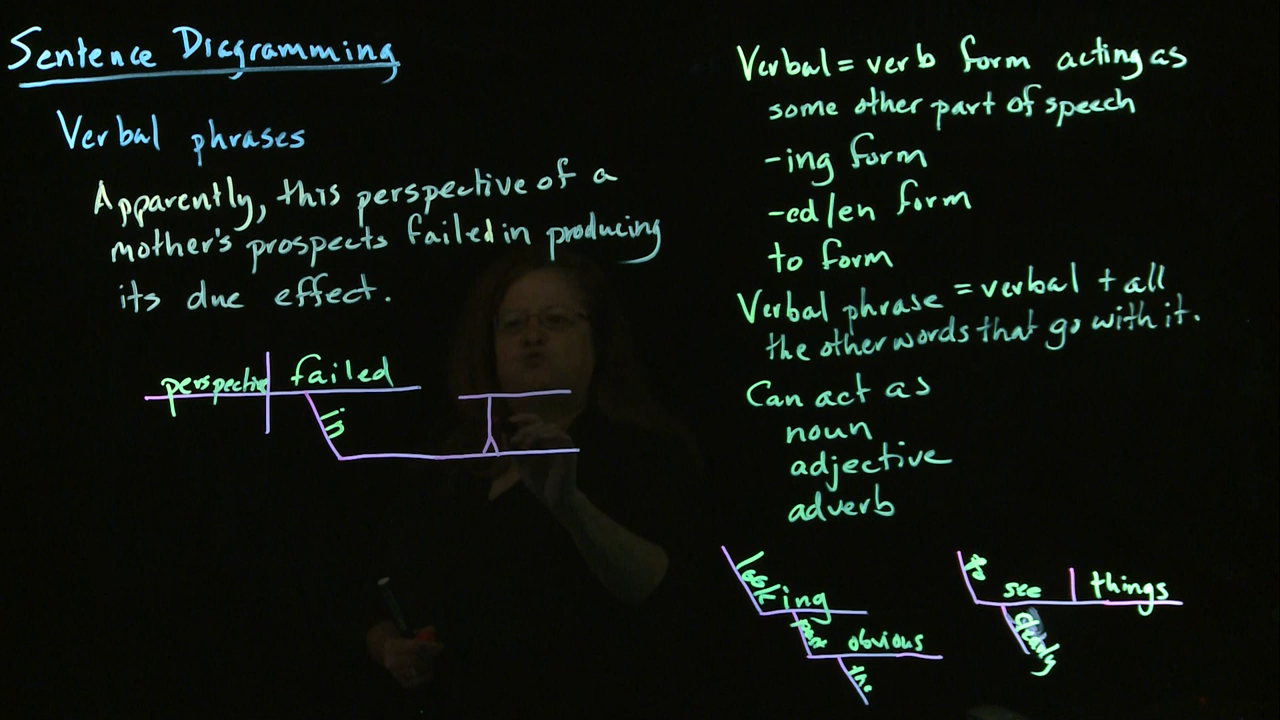 Sentence Diagramming
Verbal phrases
Apparently, this perspective of a
mother's prospects failed in producing
its due effect.
perspective failed
in
Verbal = verb form acting as
some other part of speech
-ing form
-ed/en form
to form
Verbal phrase = verbal + all
the other words that go with it.
Can act as
noun
adjective
adverb
looking
past obvious
the
to see things
clearly